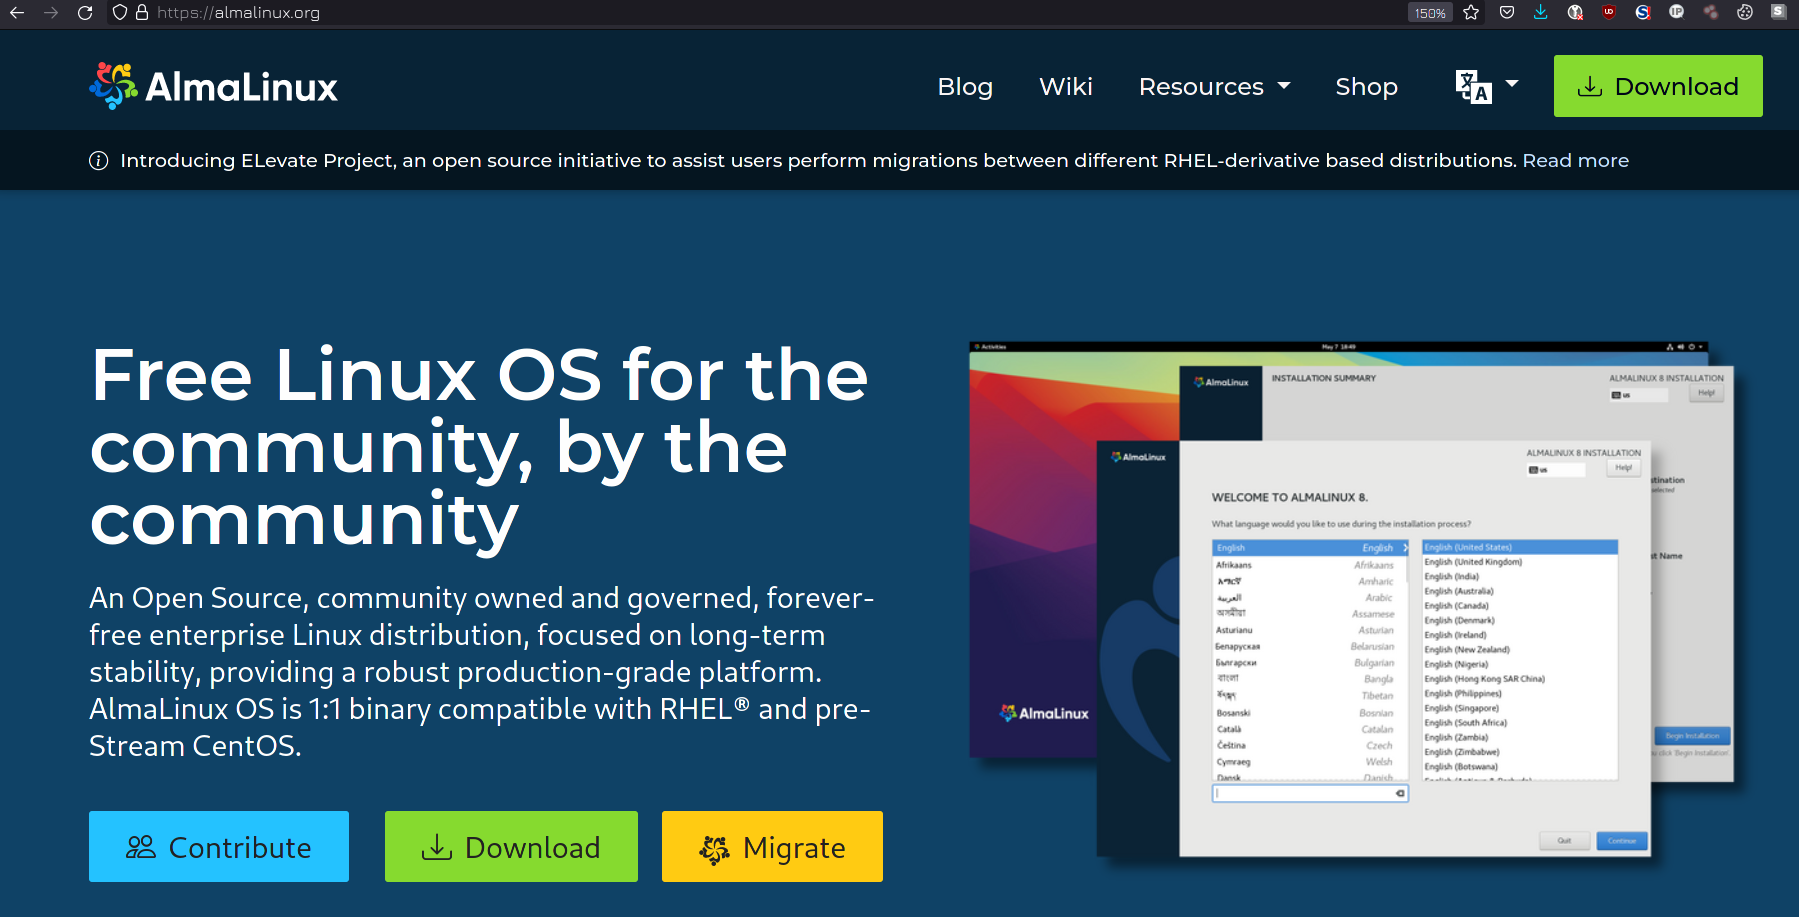 https://almalinux.org
150%
AlmaLinux
Blog
Wiki
Resources
Shop
Download
Introducing ELevate Project, an open source initiative to assist users perform migrations between different RHEL-derivative based distributions. Read more
Free Linux OS for the
community, by the
community
An Open Source, community owned and governed, forever-
free enterprise Linux distribution, focused on long-term
stability, providing a robust production-grade platform.
AlmaLinux OS is 1:1 binary compatible with RHEL® and pre-
Stream CentOS.
Contribute
Download
Migrate
Activities
May 7 18:49
AlmaLinux
AlmaLinux
INSTALLATION SUMMARY
ALMALINUX 8 INSTALLATION
us
Help!
Begin Installation
AlmaLinux
ALMALINUX 8 INSTALLATION
us
Help!
WELCOME TO ALMALINUX 8.
What language would you like to use during the installation process?
English English
Afrikaans Afrikaans
አማርኛ Amharic
العربية Arabic
অসমীয়া Assamese
Asturianu Asturian
Беларуская Belarusian
Български Bulgarian
বাংলা Bangla
Tibetan
Bosanski Bosnian
Català Catalan
Čeština Czech
Cymraeg Welsh
Dansk Danish
English (United States)
English (United Kingdom)
English (India)
English (Australia)
English (Canada)
English (Denmark)
English (Ireland)
English (New Zealand)
English (Nigeria)
English (Hong Kong SAR China)
English (Philippines)
English (Singapore)
English (South Africa)
English (Zambia)
English (Zimbabwe)
English (Botswana)
Quit
Continue